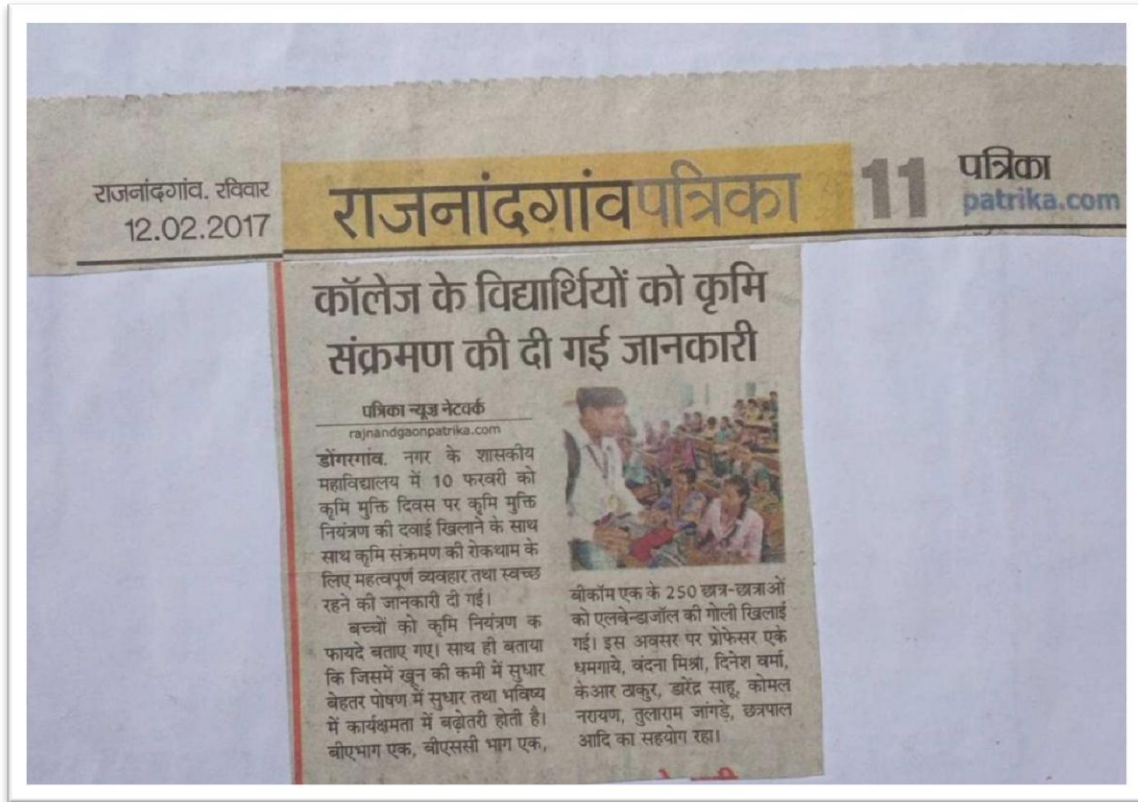 राजनांदगांव. रविवार
12.02.2017
राजनांदगांवपत्रिका
11
पत्रिका
patrika.com
कॉलेज के विद्यार्थियों को कृमि
संक्रमण की दी गई जानकारी
पत्रिका न्यूज नेटवर्क
rajnandgaonpatrika.com
डोंगरगांव. नगर के शासकीय
महाविद्यालय में 10 फरवरी को
कृमि मुक्ति दिवस पर कृमि मुक्ति
नियंत्रण की दवाई खिलाने के साथ
साथ कृमि संक्रमण की रोकथाम के
लिए महत्वपूर्ण व्यवहार तथा स्वच्छ
रहने की जानकारी दी गई।
बच्चों को कृमि नियंत्रण क
फायदे बताए गए। साथ ही बताया
कि जिसमें खून की कमी में सुधार
बेहतर पोषण में सुधार तथा भविष्य
में कार्यक्षमता में बढ़ोतरी होती है।
बीएभाग एक, बीएससी भाग एक,
बीकॉम एक के 250 छात्र-छात्राओं
को एलबेन्डाजॉल की गोली खिलाई
गई। इस अवसर पर प्रोफेसर एके
धमगाये, वंदना मिश्रा, दिनेश वर्मा,
केआर ठाकुर, डारेंद्र साहू, कोमल
नरायण, तुलाराम जांगड़े, छत्रपाल
आदि का सहयोग रहा।